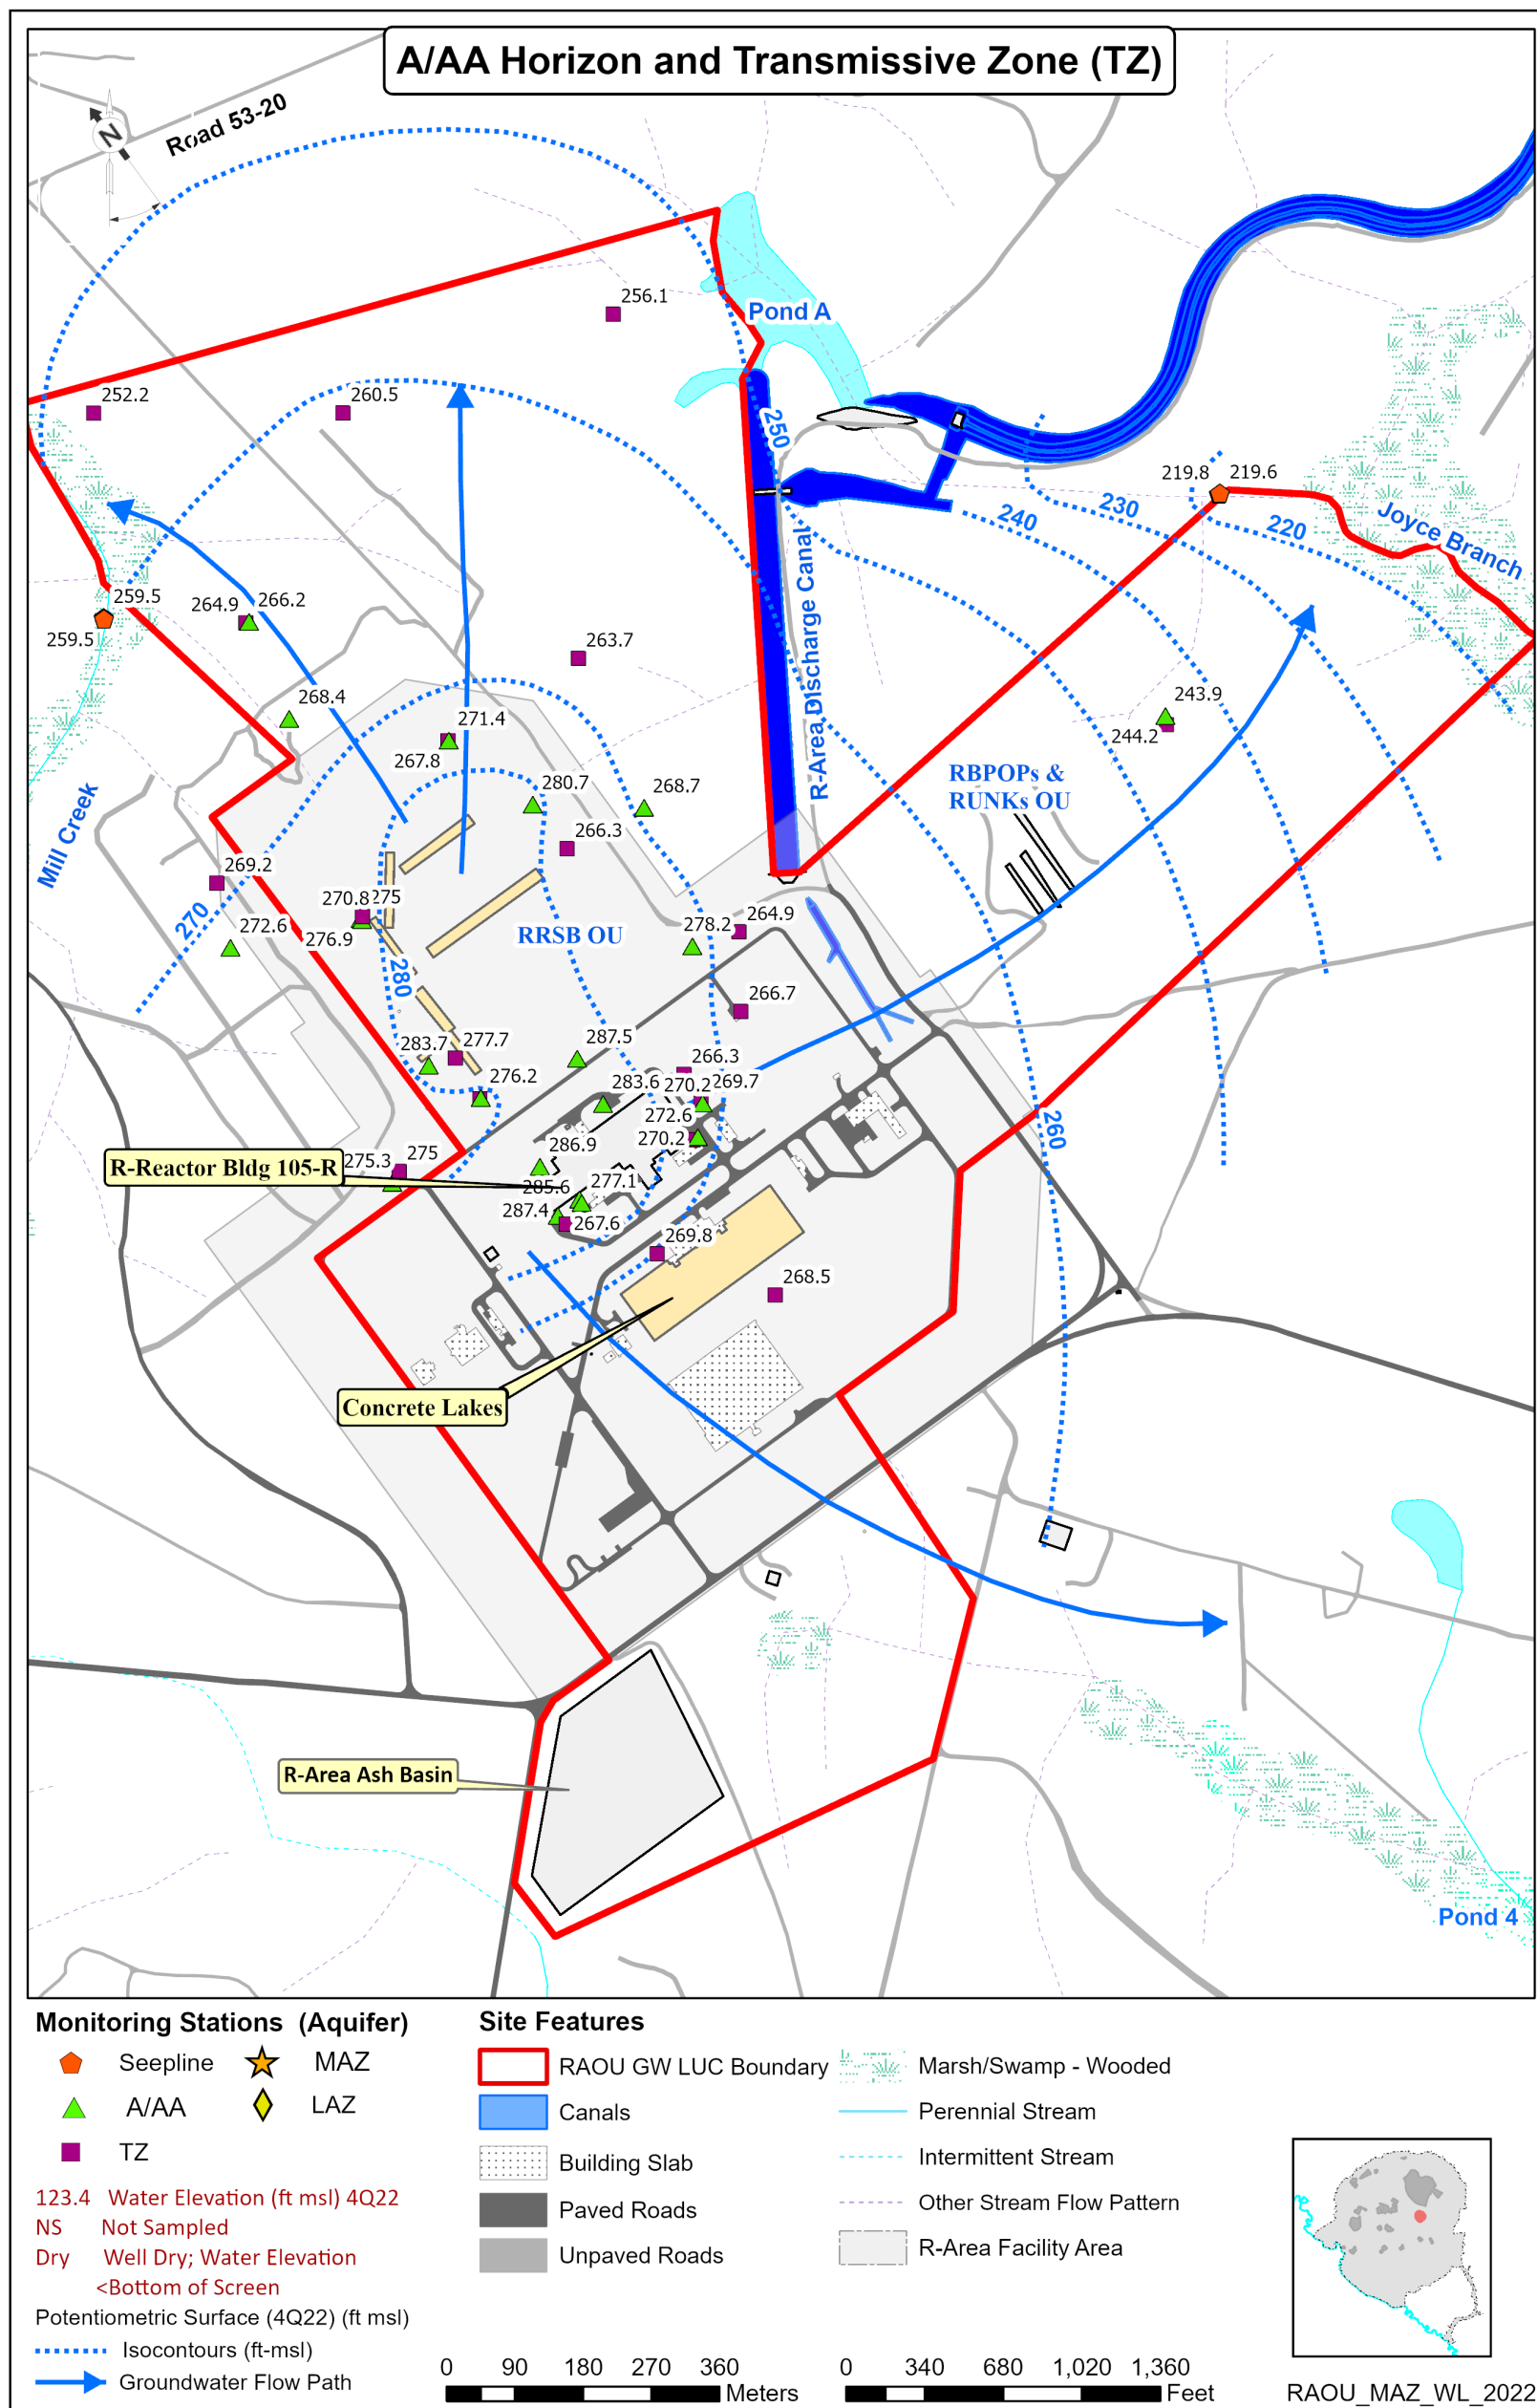 A/AA Horizon and Transmissive Zone (TZ)
N
Road 53-20
256.1
Pond A
252.2
260.5
250
219.8
219.6
240
230
220
Joyce Branch
259.5
264.9
266.2
259.5
263.7
R-Area Discharge Canal
268.4
271.4
267.8
243.9
244.2
280.7
268.7
RBPOPs &
RUNKs OU
Mill Creek
266.3
269.2
270
272.6
270.8
275
276.9
RRSB OU
278.2
264.9
280
266.7
283.7
277.7
287.5
276.2
266.3
283.6
270.2
269.7
272.6
270.2
260
286.9
R-Reactor Bldg 105-R
275.3
275
285.6
277.1
287.4
267.6
269.8
268.5
Concrete Lakes
R-Area Ash Basin
Pond 4
Monitoring Stations (Aquifer)
Seepline
MAZ
A/AA
LAZ
TZ
123.4 Water Elevation (ft msl) 4Q22
NS Not Sampled
Dry Well Dry; Water Elevation
<Bottom of Screen
Potentiometric Surface (4Q22) (ft msl)
Isocontours (ft-msl)
Groundwater Flow Path
Site Features
RAOU GW LUC Boundary
Canals
Building Slab
Paved Roads
Unpaved Roads
Marsh/Swamp - Wooded
Perennial Stream
Intermittent Stream
Other Stream Flow Pattern
R-Area Facility Area
0 90 180 270 360
Meters
0 340 680 1,020 1,360
Feet
RAOU_MAZ_WL_2022